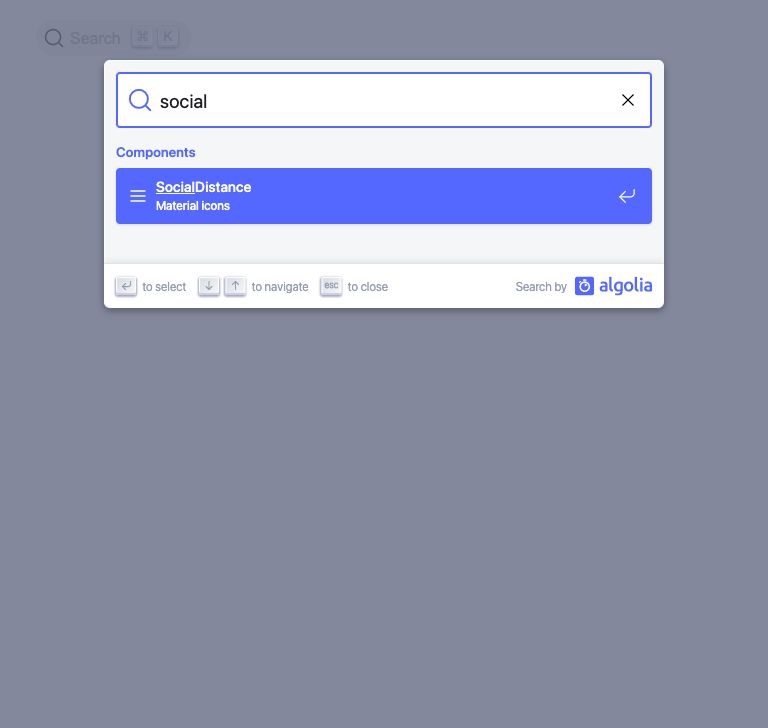 Search ⌘ K
social
Components
SocialDistance
Material icons
to select to navigate esc to close Search by algolia